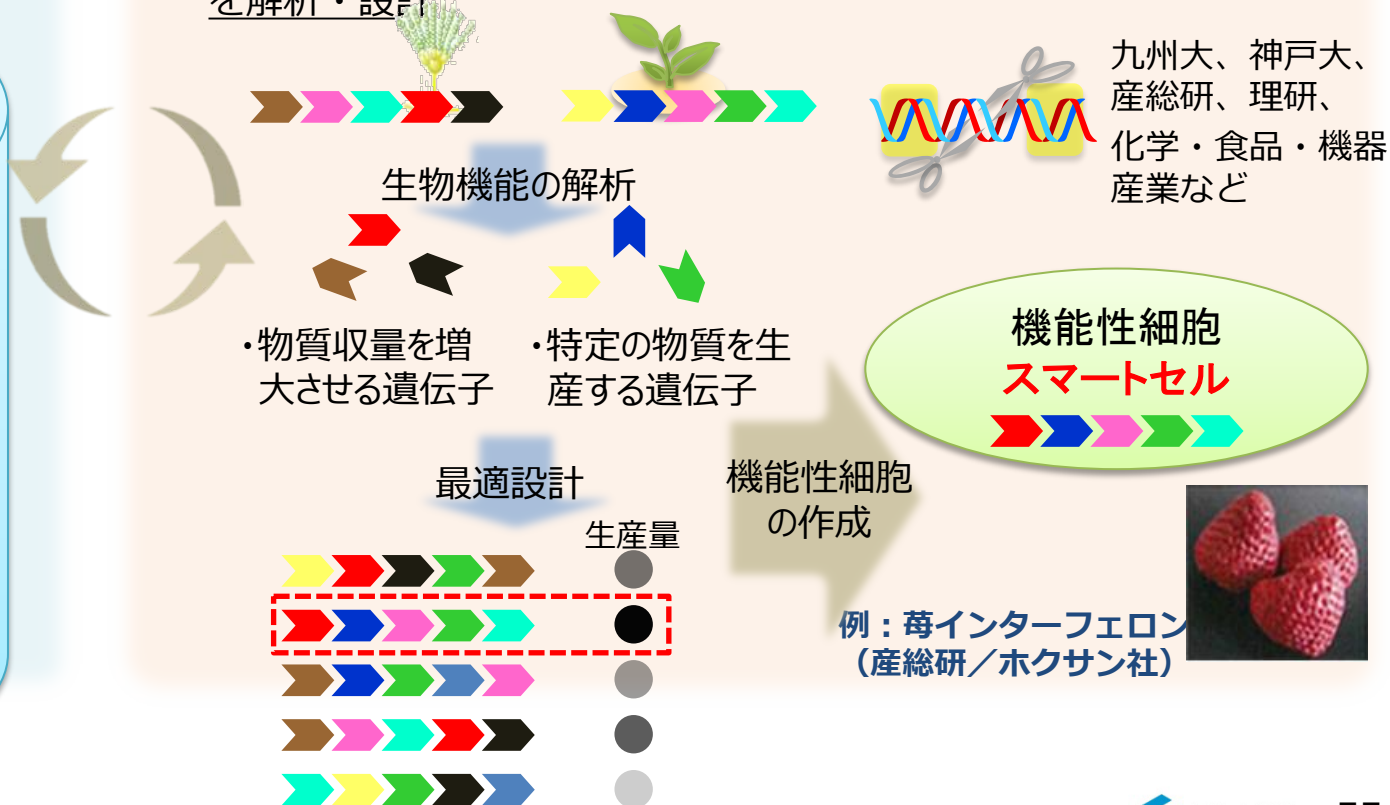 を解析・設計
九州大、神戸大、
産総研、理研、
化学・食品・機器
産業など
生物機能の解析
・物質収量を増
大させる遺伝子
・特定の物質を生
産する遺伝子
機能性細胞
スマートセル
最適設計
機能性細胞
の作成
生産量
例：苺インターフェロン
（産総研／ホクサン社）